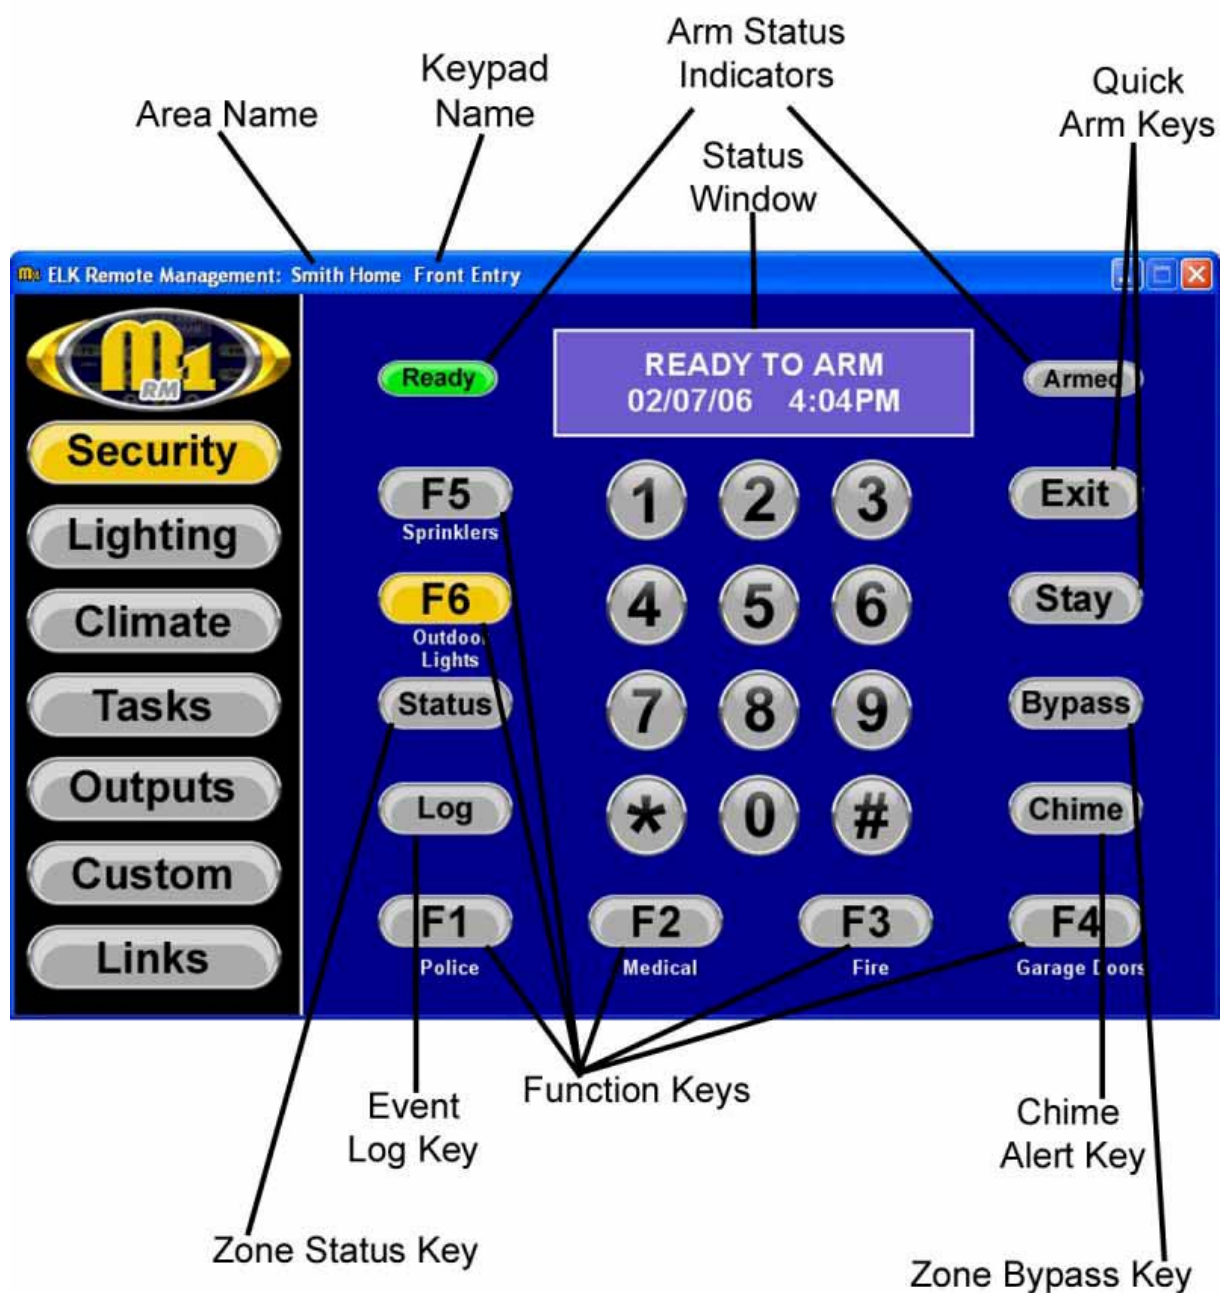 Arm Status
Indicators
Keypad
Name
Quick
Arm Keys
Area Name
Status
Window
ELK Remote Management: Smith Home Front Entry
M1
RM
Ready
READY TO ARM
02/07/06 4:04PM
Armed
Security
Lighting
Climate
Tasks
Outputs
Custom
Links
F5
Sprinklers
1
2
3
Exit
F6
Outdoor
Lights
4
5
6
Stay
Status
7
8
9
Bypass
Log
*
0
#
Chime
F1
Police
F2
Medical
F3
Fire
F4
Garage Doors
Function Keys
Event
Log Key
Chime
Alert Key
Zone Status Key
Zone Bypass Key